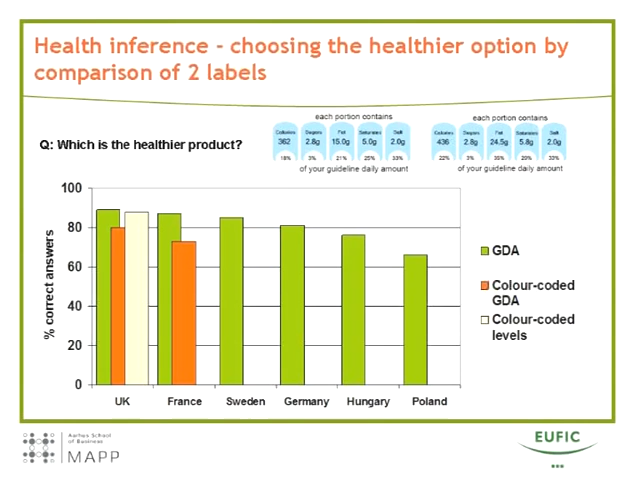 Health inference - choosing the healthier option by
comparison of 2 labels
Q: Which is the healthier product?
each portion contains
Calories Sugars Fat Saturates Salt
362 2.8g 15.0g 5.0g 2.0g
18% 3% 21% 25% 33%
of your guideline daily amount
each portion contains
Calories Sugars Fat Saturates Salt
436 2.8g 24.5g 5.8g 2.0g
22% 3% 35% 29% 33%
of your guideline daily amount
% correct answers
100
80
60
40
20
0
UK France Sweden Germany Hungary Poland
GDA
Colour-coded
GDA
Colour-coded
levels
Aarhus School
of Business
MAPP
EUFIC